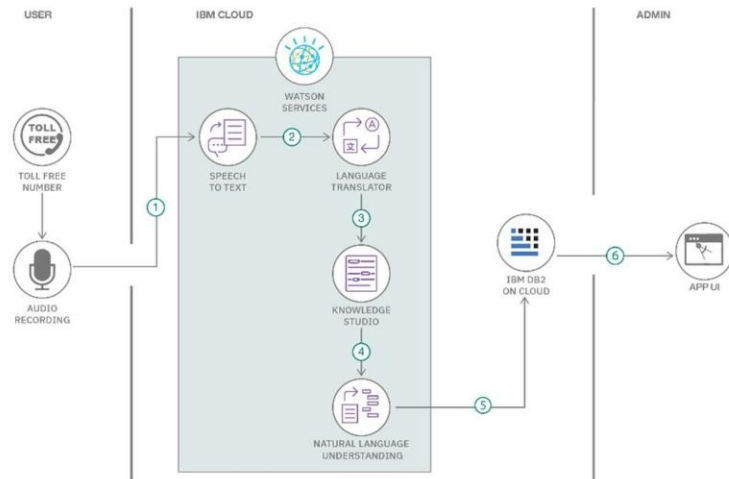 USER
IBM CLOUD
ADMIN
WATSON
SERVICES
TOLL
FREE
TOLL FREE
NUMBER
AUDIO
RECORDING
1
SPEECH
TO TEXT
2
A
文
LANGUAGE
TRANSLATOR
3
KNOWLEDGE
STUDIO
4
NATURAL LANGUAGE
UNDERSTANDING
5
IBM DB2
ON CLOUD
6
APP UI